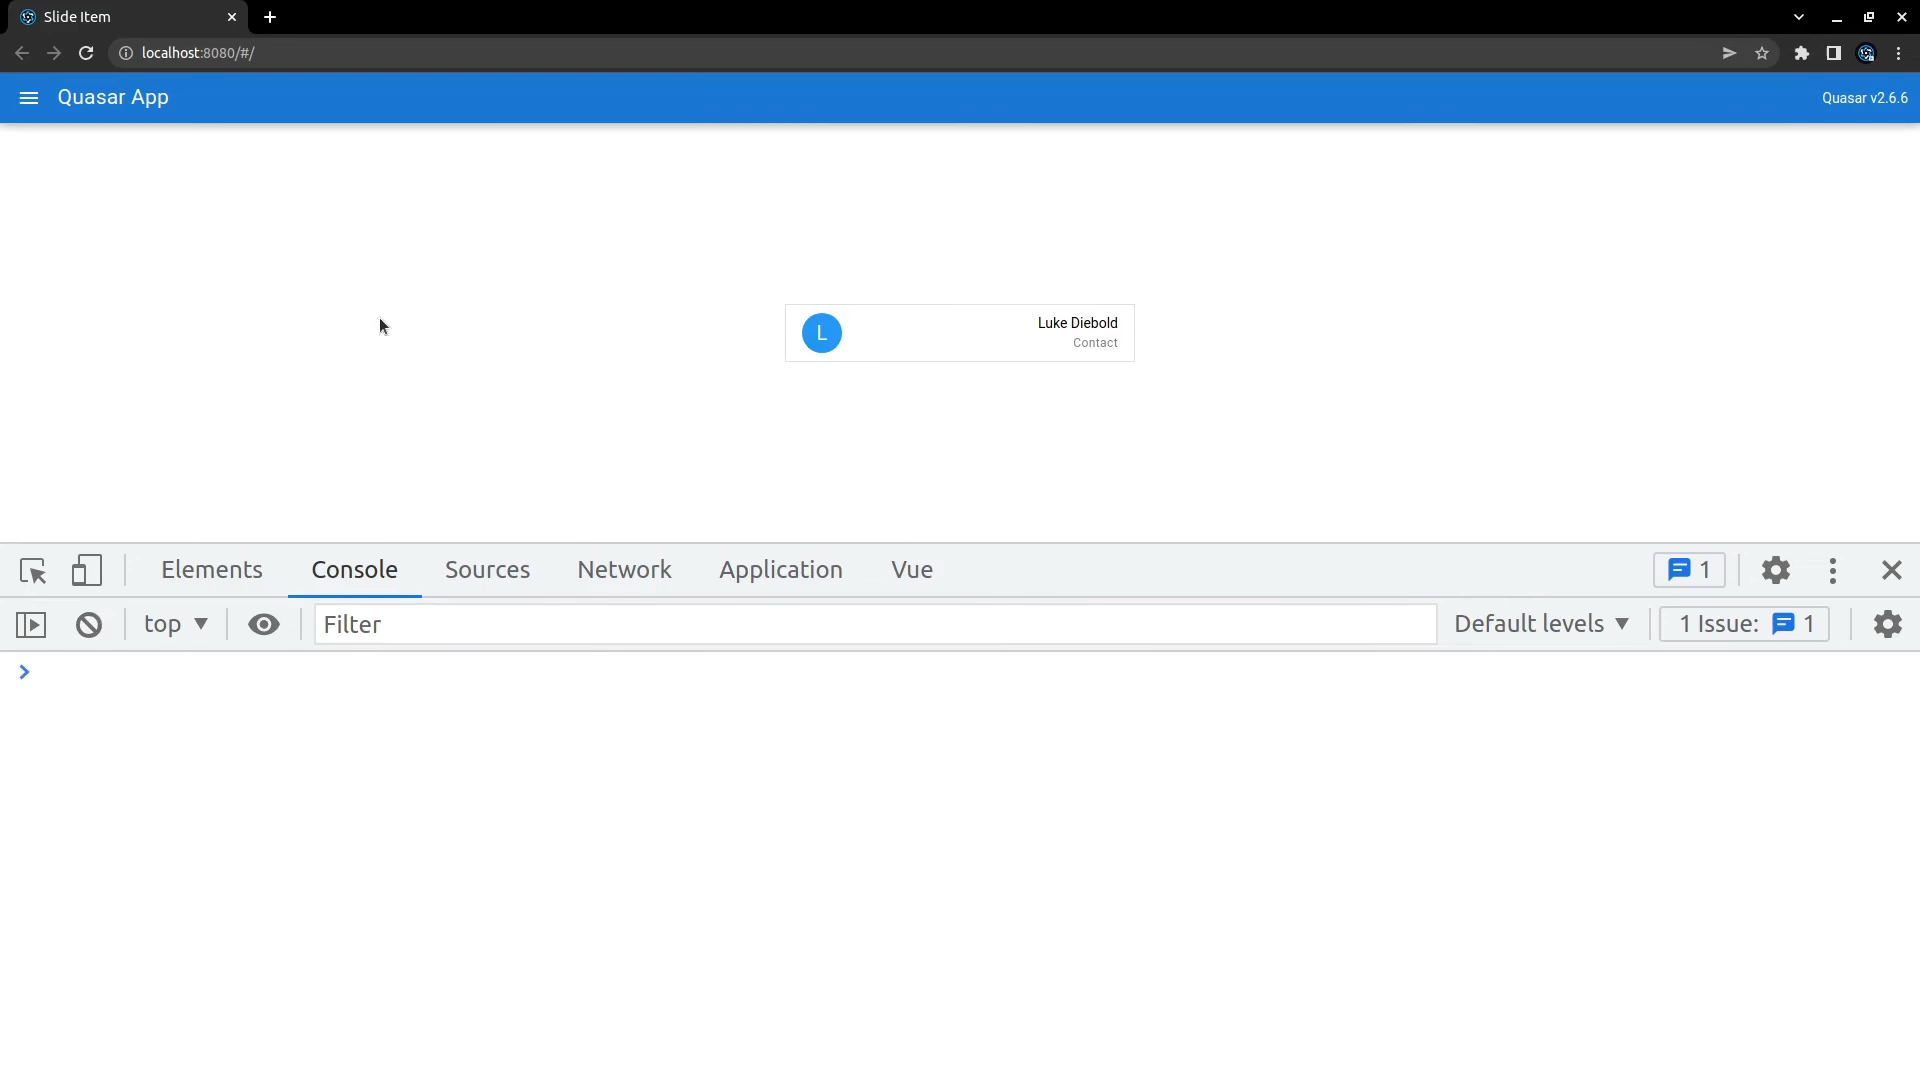 Slide Item
localhost:8080/#/
Quasar App
Quasar v2.6.6
L
Luke Diebold
Contact
Elements Console Sources Network Application Vue 1
top Filter Default levels 1 Issue: 1